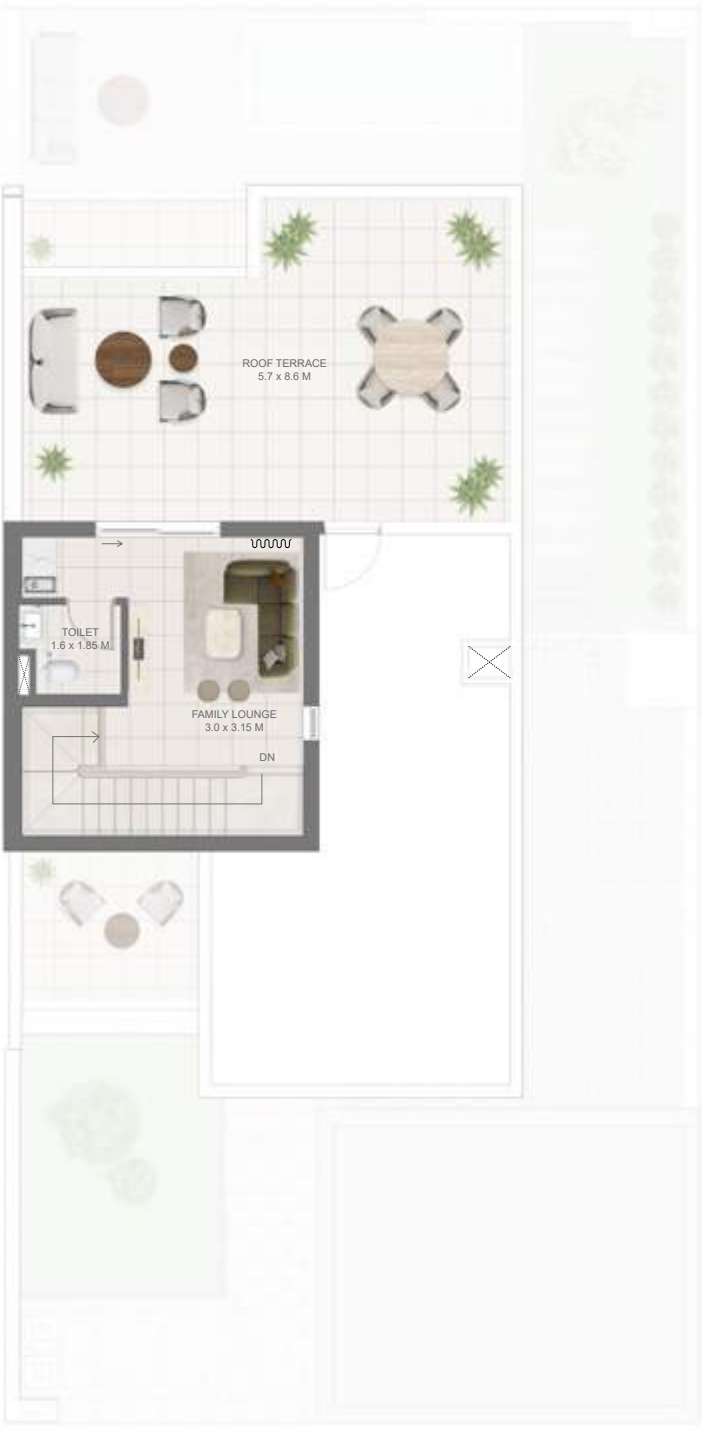 ROOF TERRACE
5.7 x 8.6 M
TOILET
1.6 x 1.85 M
FAMILY LOUNGE
3.0 x 3.15 M
DN